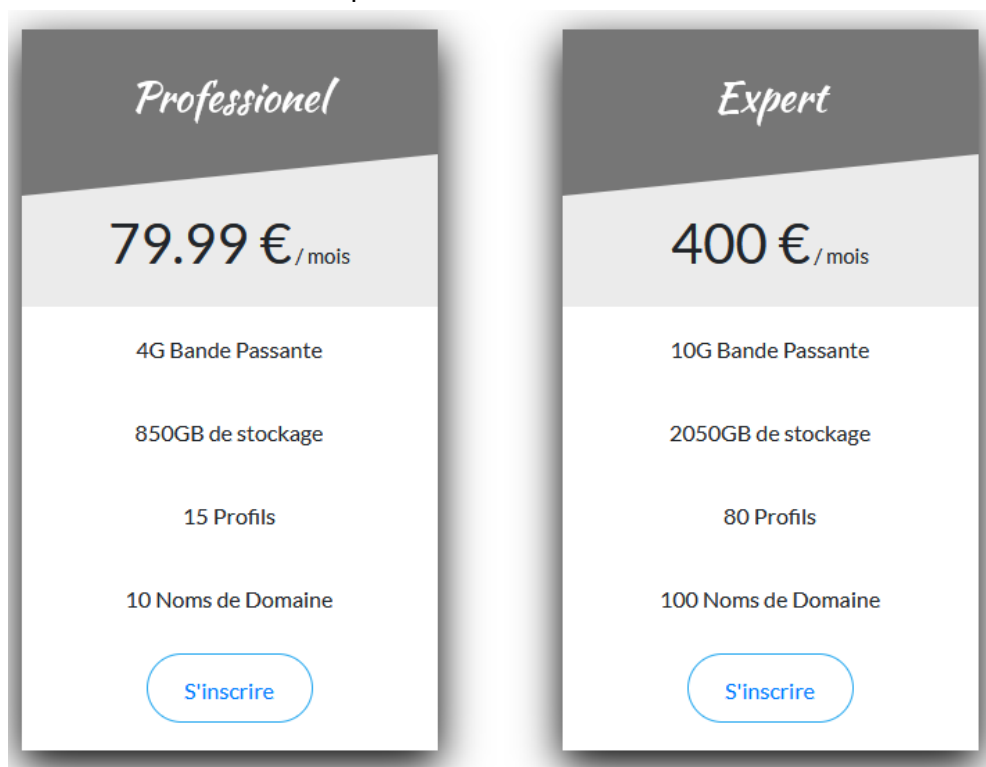 Professionel
79.99 € / mois
4G Bande Passante
850GB de stockage
15 Profils
10 Noms de Domaine
S'inscrire
Expert
400 € / mois
10G Bande Passante
2050GB de stockage
80 Profils
100 Noms de Domaine
S'inscrire